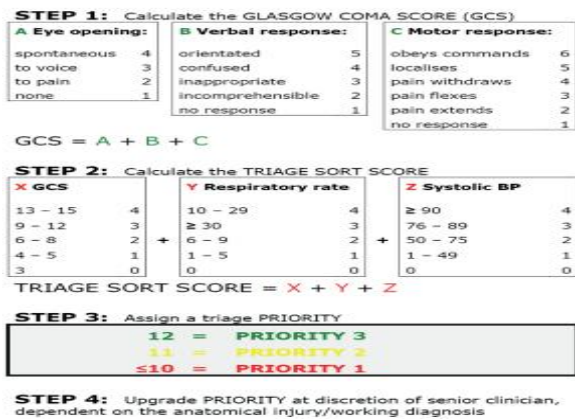 STEP 1: Calculate the GLASGOW COMA SCORE (GCS)
A Eye opening:
spontaneous 4
to voice 3
to pain 2
none 1
B Verbal response:
orientated 5
confused 4
inappropriate 3
incomprehensible 2
no response 1
C Motor response:
obeys commands 6
localises 5
pain withdraws 4
pain flexes 3
pain extends 2
no response 1
GCS = A + B + C
STEP 2: Calculate the TRIAGE SORT SCORE
X GCS
13 - 15 4
9 - 12 3
6 - 8 2
4 - 5 1
3 0
+
Y Respiratory rate
10 - 29 4
≥ 30 3
6 - 9 2
1 - 5 1
0 0
+
Z Systolic BP
≥ 90 4
76 - 89 3
50 - 75 2
1 - 49 1
0 0
TRIAGE SORT SCORE = X + Y + Z
STEP 3: Assign a triage PRIORITY
12 = PRIORITY 3
11 = PRIORITY 2
≤10 = PRIORITY 1
STEP 4: Upgrade PRIORITY at discretion of senior clinician,
dependent on the anatomical injury/working diagnosis